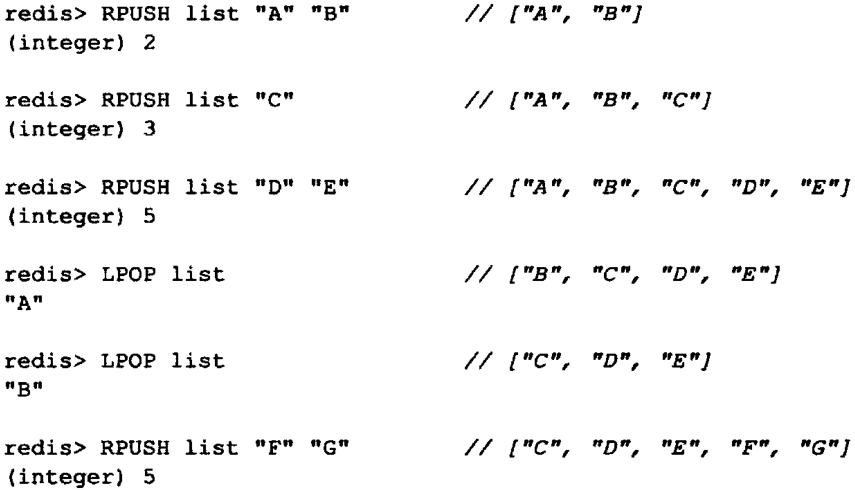 redis> RPUSH list "A" "B" // ["A", "B"]
(integer) 2
redis> RPUSH list "C" // ["A", "B", "C"]
(integer) 3
redis> RPUSH list "D" "E" // ["A", "B", "C", "D", "E"]
(integer) 5
redis> LPOP list // ["B", "C", "D", "E"]
"A"
redis> LPOP list // ["C", "D", "E"]
"B"
redis> RPUSH list "F" "G" // ["C", "D", "E", "F", "G"]
(integer) 5